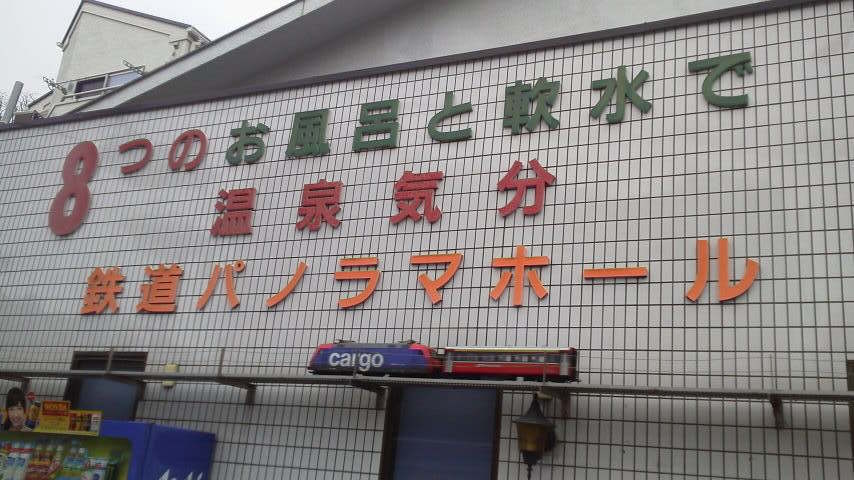 8つのお風呂と軟水で
温泉気分
鉄道パノラマホール
cargo